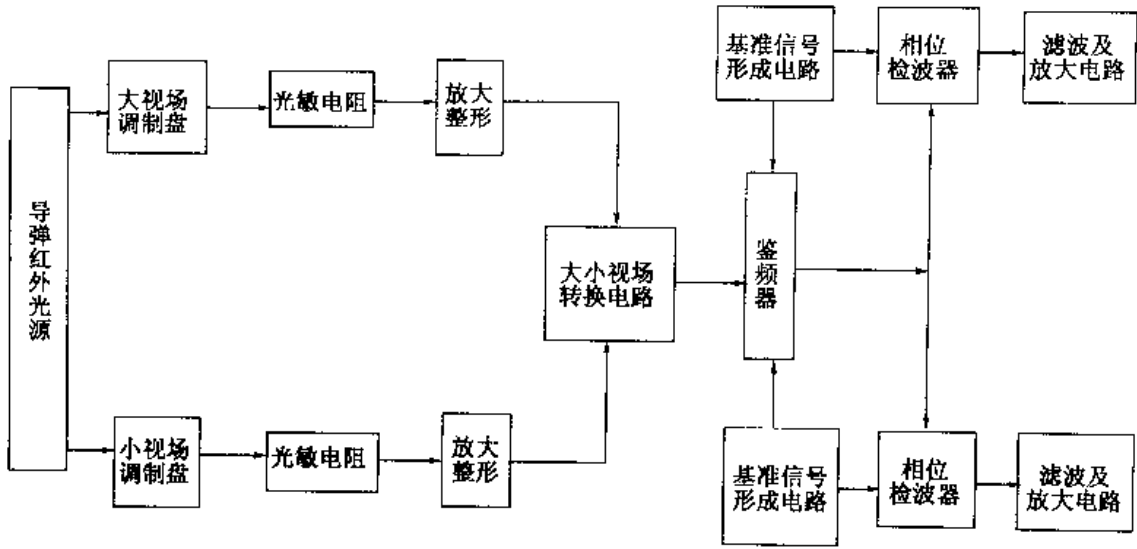 导弹红外光源
大视场
调制盘
光敏电阻
放大
整形
小视场
调制盘
光敏电阻
放大
整形
大小视场
转换电路
鉴频器
基准信号
形成电路
相位
检波器
滤波及
放大电路
基准信号
形成电路
相位
检波器
滤波及
放大电路